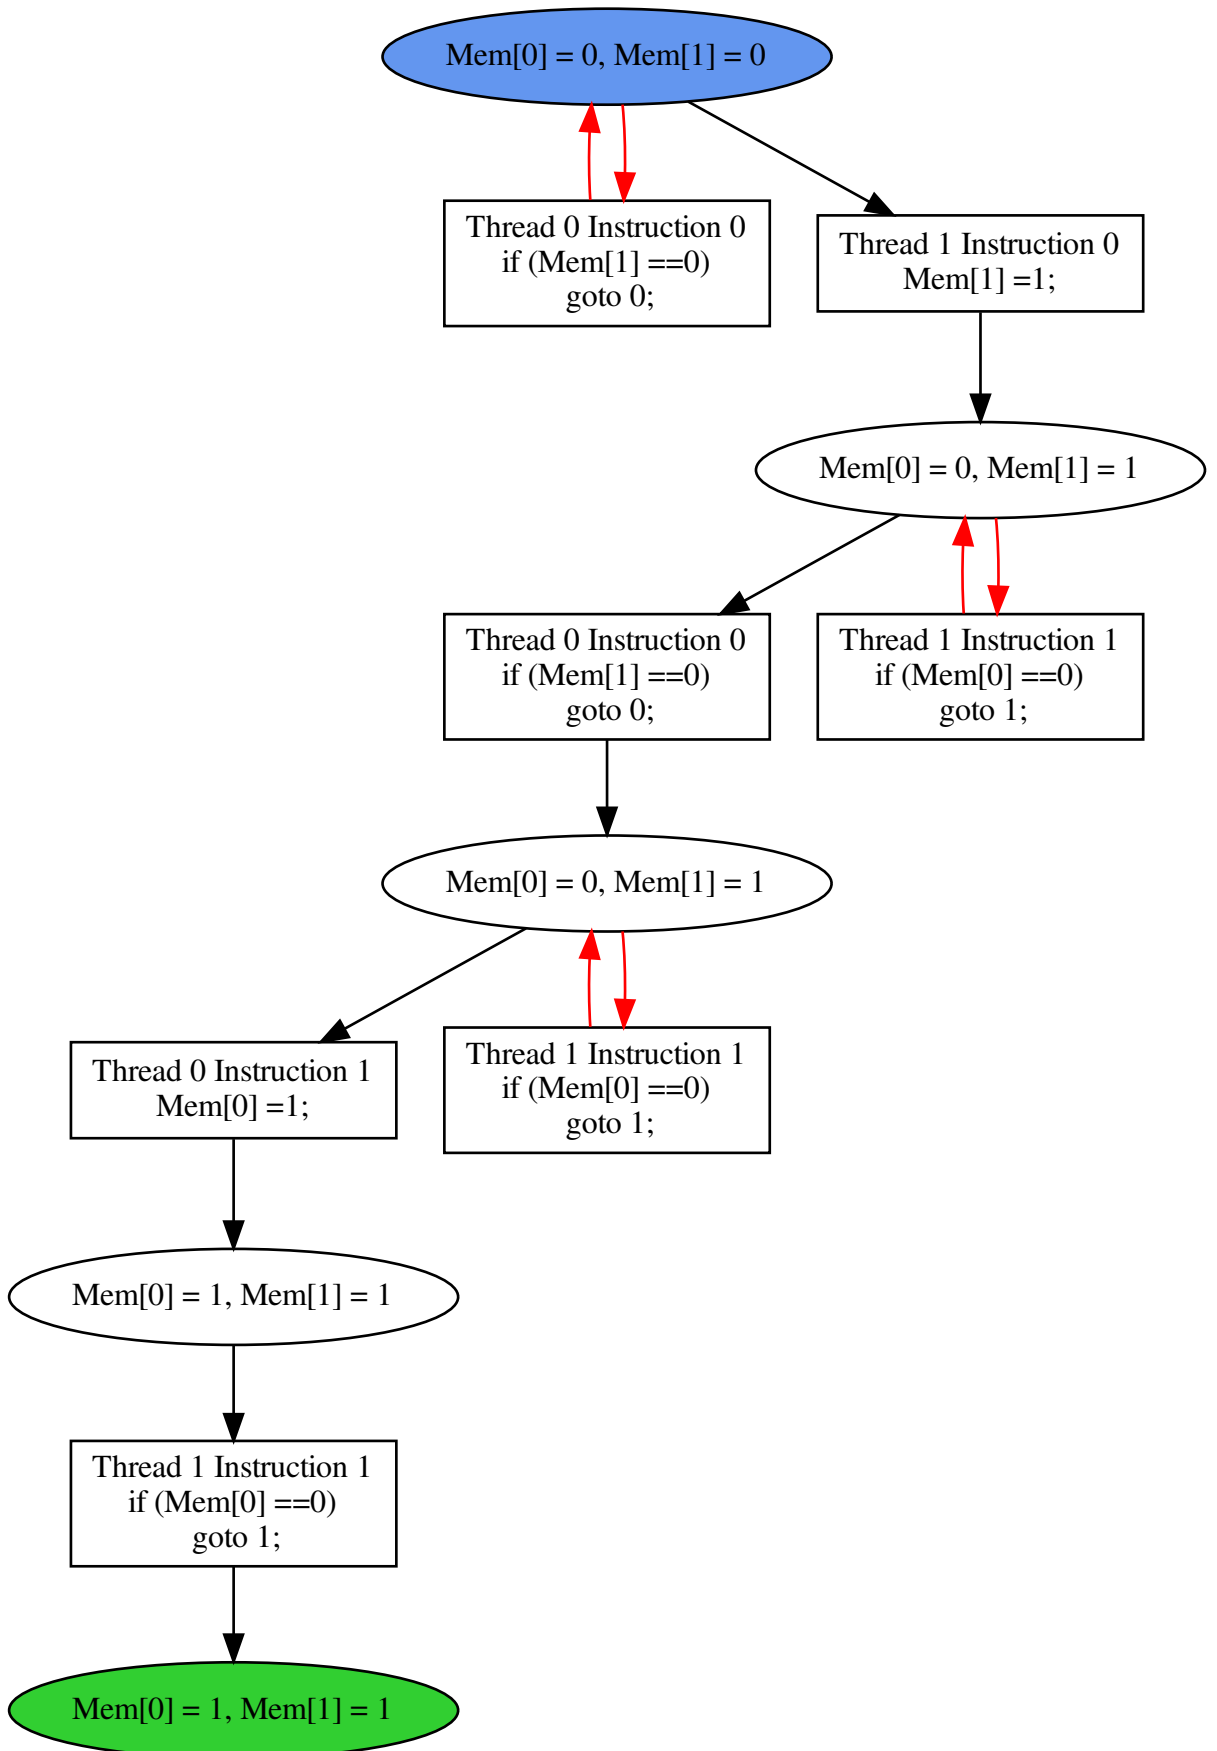 Mem[0] = 0, Mem[1] = 0
Thread 0 Instruction 0
if (Mem[1] ==0)
goto 0;
Thread 1 Instruction 0
Mem[1] =1;
Mem[0] = 0, Mem[1] = 1
Thread 0 Instruction 0
if (Mem[1] ==0)
goto 0;
Thread 1 Instruction 1
if (Mem[0] ==0)
goto 1;
Mem[0] = 0, Mem[1] = 1
Thread 0 Instruction 1
Mem[0] =1;
Thread 1 Instruction 1
if (Mem[0] ==0)
goto 1;
Mem[0] = 1, Mem[1] = 1
Thread 1 Instruction 1
if (Mem[0] ==0)
goto 1;
Mem[0] = 1, Mem[1] = 1